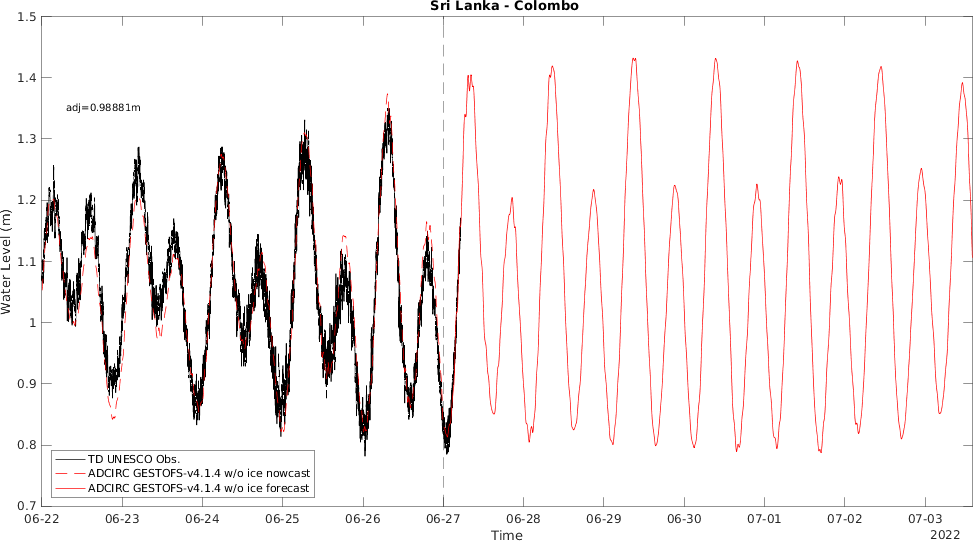 Sri Lanka - Colombo
1.5
1.4
1.3
1.2
1.1
1
0.9
0.8
0.7
Water Level (m)
adj=0.98881m
TD UNESCO Obs.
ADCIRC GESTOFS-v4.1.4 w/o ice nowcast
ADCIRC GESTOFS-v4.1.4 w/o ice forecast
06-22 06-23 06-24 06-25 06-26 06-27 06-28 06-29 06-30 07-01 07-02 07-03
Time
2022